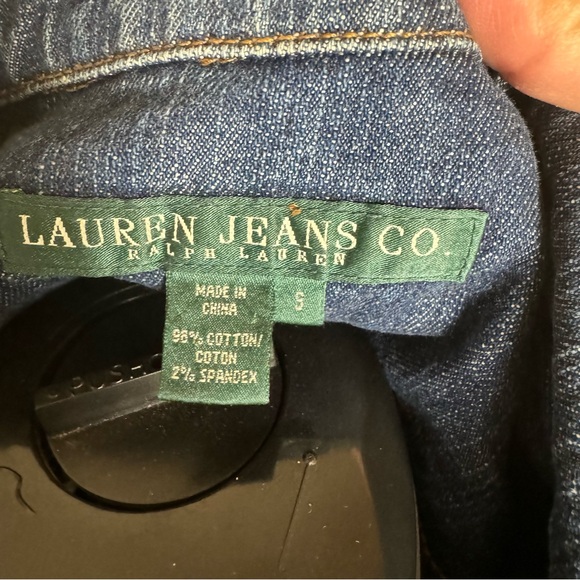 LAUREN JEANS CO.
RALPH LAUREN
MADE IN
CHINA
S
98% COTTON/
COTON
2% SPANDEX